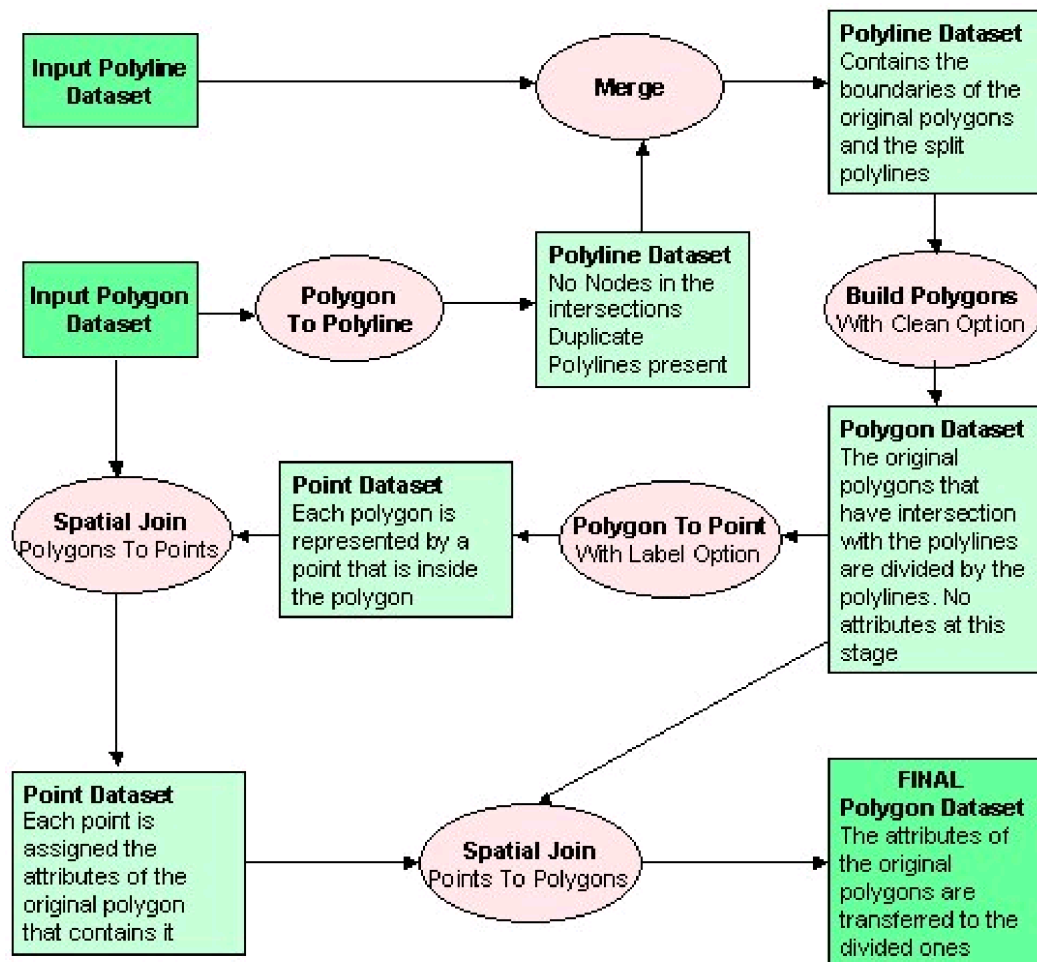 Input Polyline
Dataset
Merge
Polyline Dataset
Contains the
boundaries of the
original polygons
and the split
polylines
Input Polygon
Dataset
Polygon
To Polyline
Polyline Dataset
No Nodes in the
intersections
Duplicate
Polylines present
Build Polygons
With Clean Option
Spatial Join
Polygons To Points
Point Dataset
Each polygon is
represented by a
point that is inside
the polygon
Polygon To Point
With Label Option
Polygon Dataset
The original
polygons that
have intersection
with the polylines
are divided by the
polylines. No
attributes at this
stage
Point Dataset
Each point is
assigned the
attributes of the
original polygon
that contains it
Spatial Join
Points To Polygons
FINAL
Polygon Dataset
The attributes of
the original
polygons are
transferred to the
divided ones